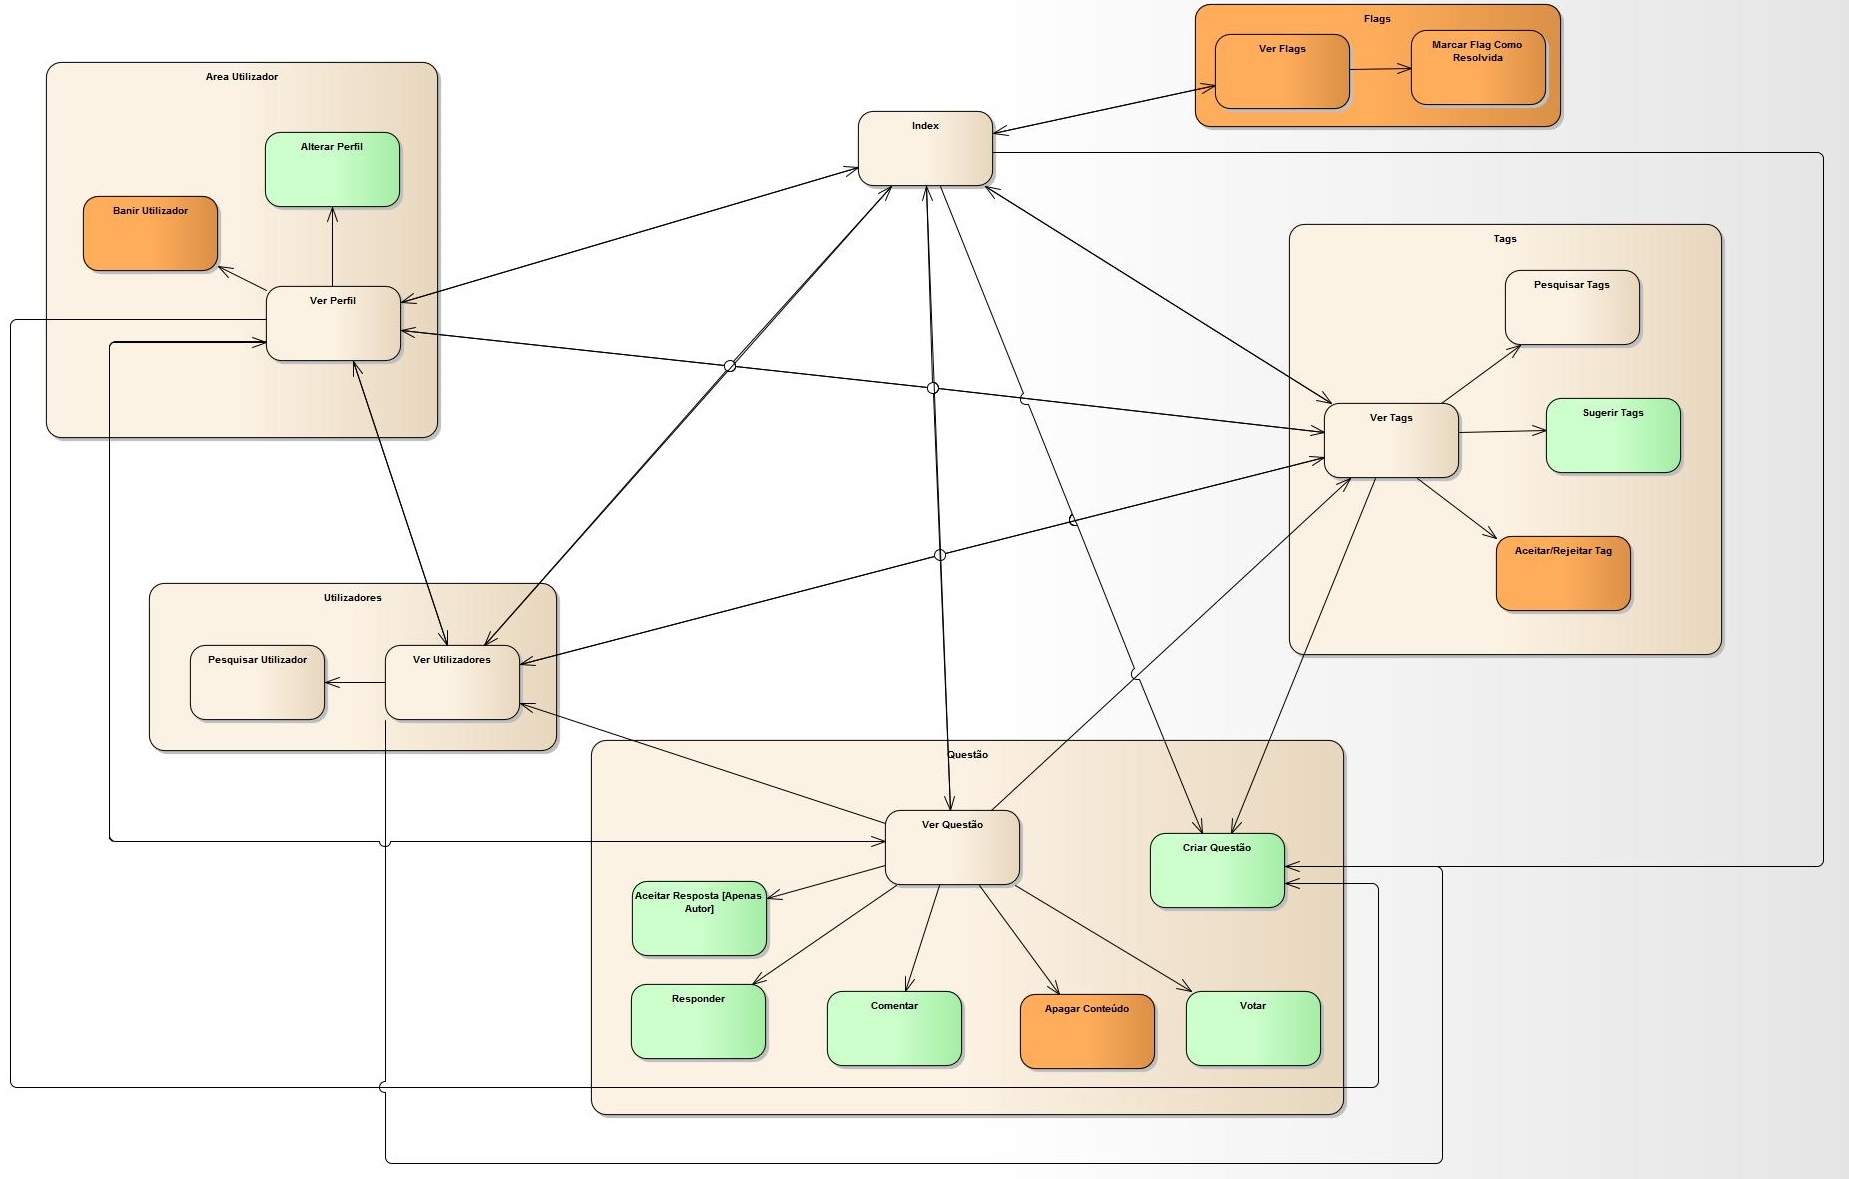 Flags
Ver Flags
Marcar Flag Como
Resolvida
Area Utilizador
Index
Alterar Perfil
Banir Utilizador
Ver Perfil
Tags
Pesquisar Tags
Ver Tags
Sugerir Tags
Aceitar/Rejeitar Tag
Utilizadores
Pesquisar Utilizador
Ver Utilizadores
Questão
Ver Questão
Criar Questão
Aceitar Resposta [Apenas
Autor]
Responder
Comentar
Apagar Conteúdo
Votar